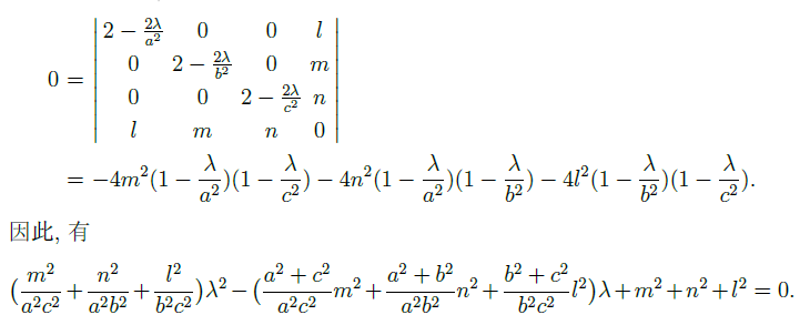 0 = \begin{vmatrix} 2 - \frac{2\lambda}{a^2} & 0 & 0 & l \\ 0 & 2 - \frac{2\lambda}{b^2} & 0 & m \\ 0 & 0 & 2 - \frac{2\lambda}{c^2} & n \\ l & m & n & 0 \end{vmatrix}
= -4m^2(1 - \frac{\lambda}{a^2})(1 - \frac{\lambda}{c^2}) - 4n^2(1 - \frac{\lambda}{a^2})(1 - \frac{\lambda}{b^2}) - 4l^2(1 - \frac{\lambda}{b^2})(1 - \frac{\lambda}{c^2}).
因此, 有
(\frac{m^2}{a^2c^2} + \frac{n^2}{a^2b^2} + \frac{l^2}{b^2c^2})\lambda^2 - (\frac{a^2 + c^2}{a^2c^2}m^2 + \frac{a^2 + b^2}{a^2b^2}n^2 + \frac{b^2 + c^2}{b^2c^2}l^2)\lambda + m^2 + n^2 + l^2 = 0.